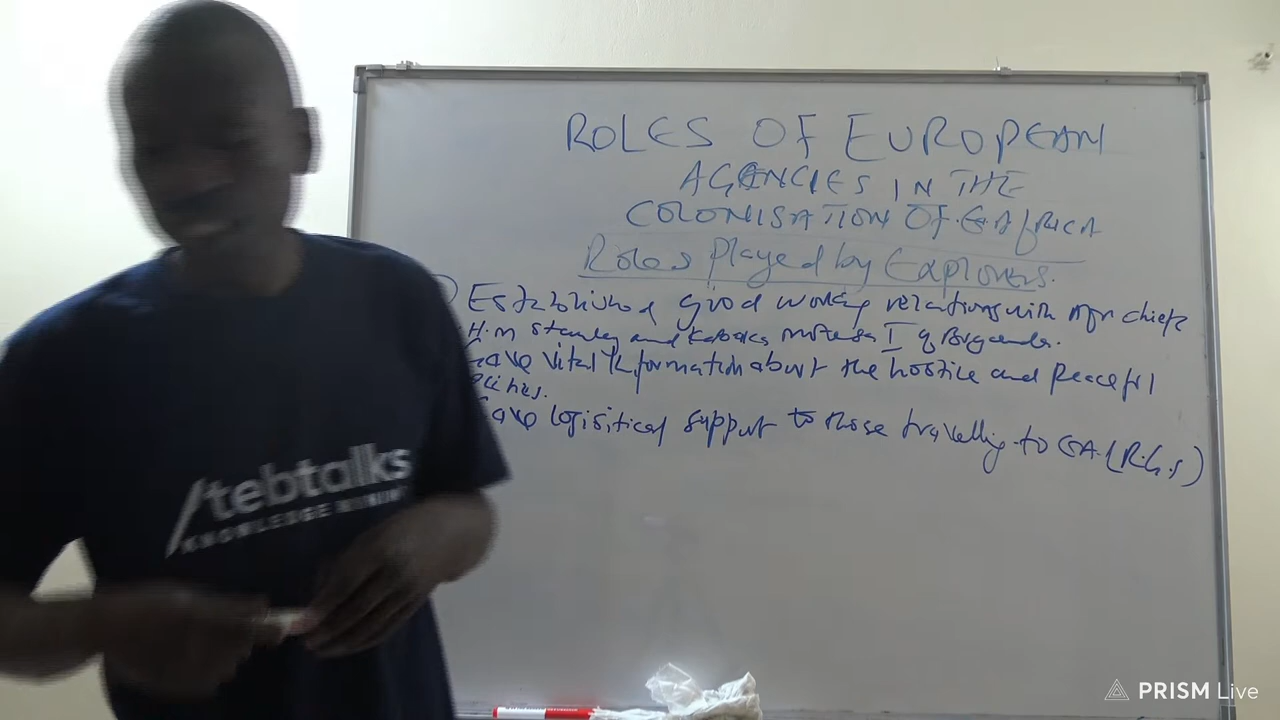 ROLES OF EUROPEAN
AGENCIES IN THE
COLONISATION OF E.AfRICA
Roles played by Explorers.
Established good working relations with Afrn chiefs
H.M Stanley and Kabaka Mutesa I of Buganda.
Gave vital Information about the hostile and peaceful
Gave logisitical support to those travelling to EA. (R.G.S)
/tebtalks
KNOWLEDGE
PRISM Live